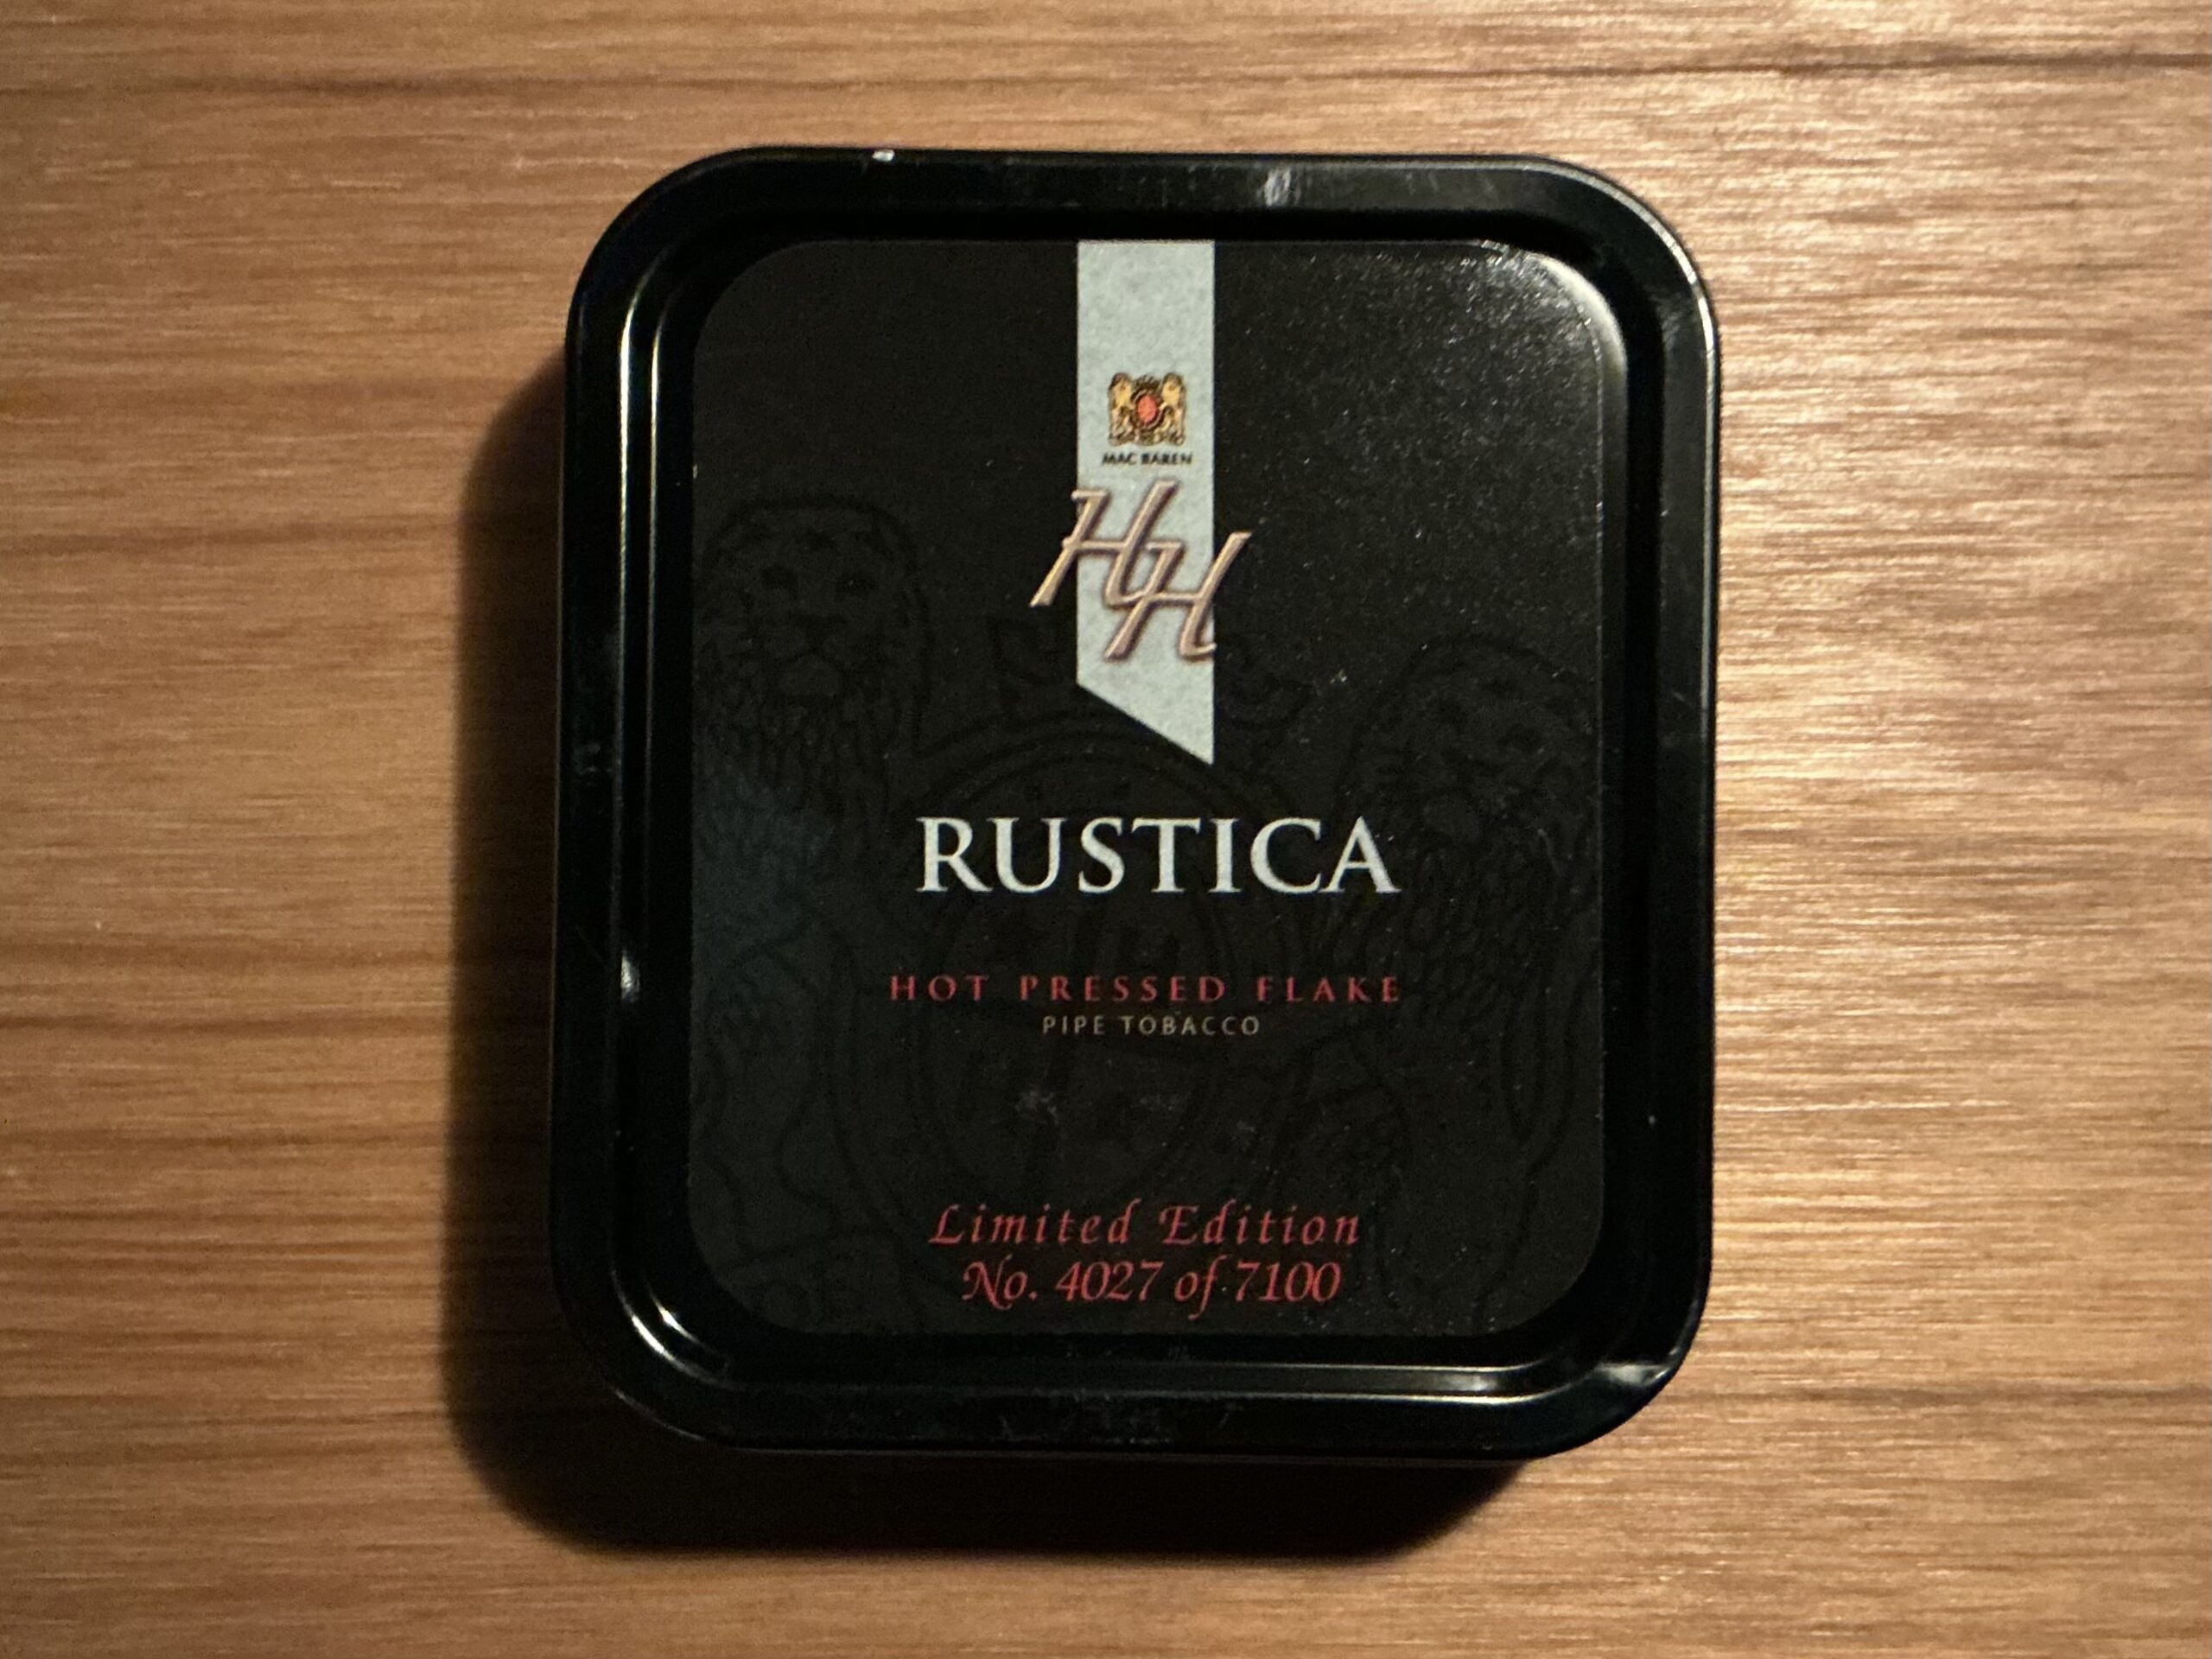 MAC BAREN
HH
RUSTICA
HOT PRESSED FLAKE
PIPE TOBACCO
Limited Edition
No. 4027 of 7100